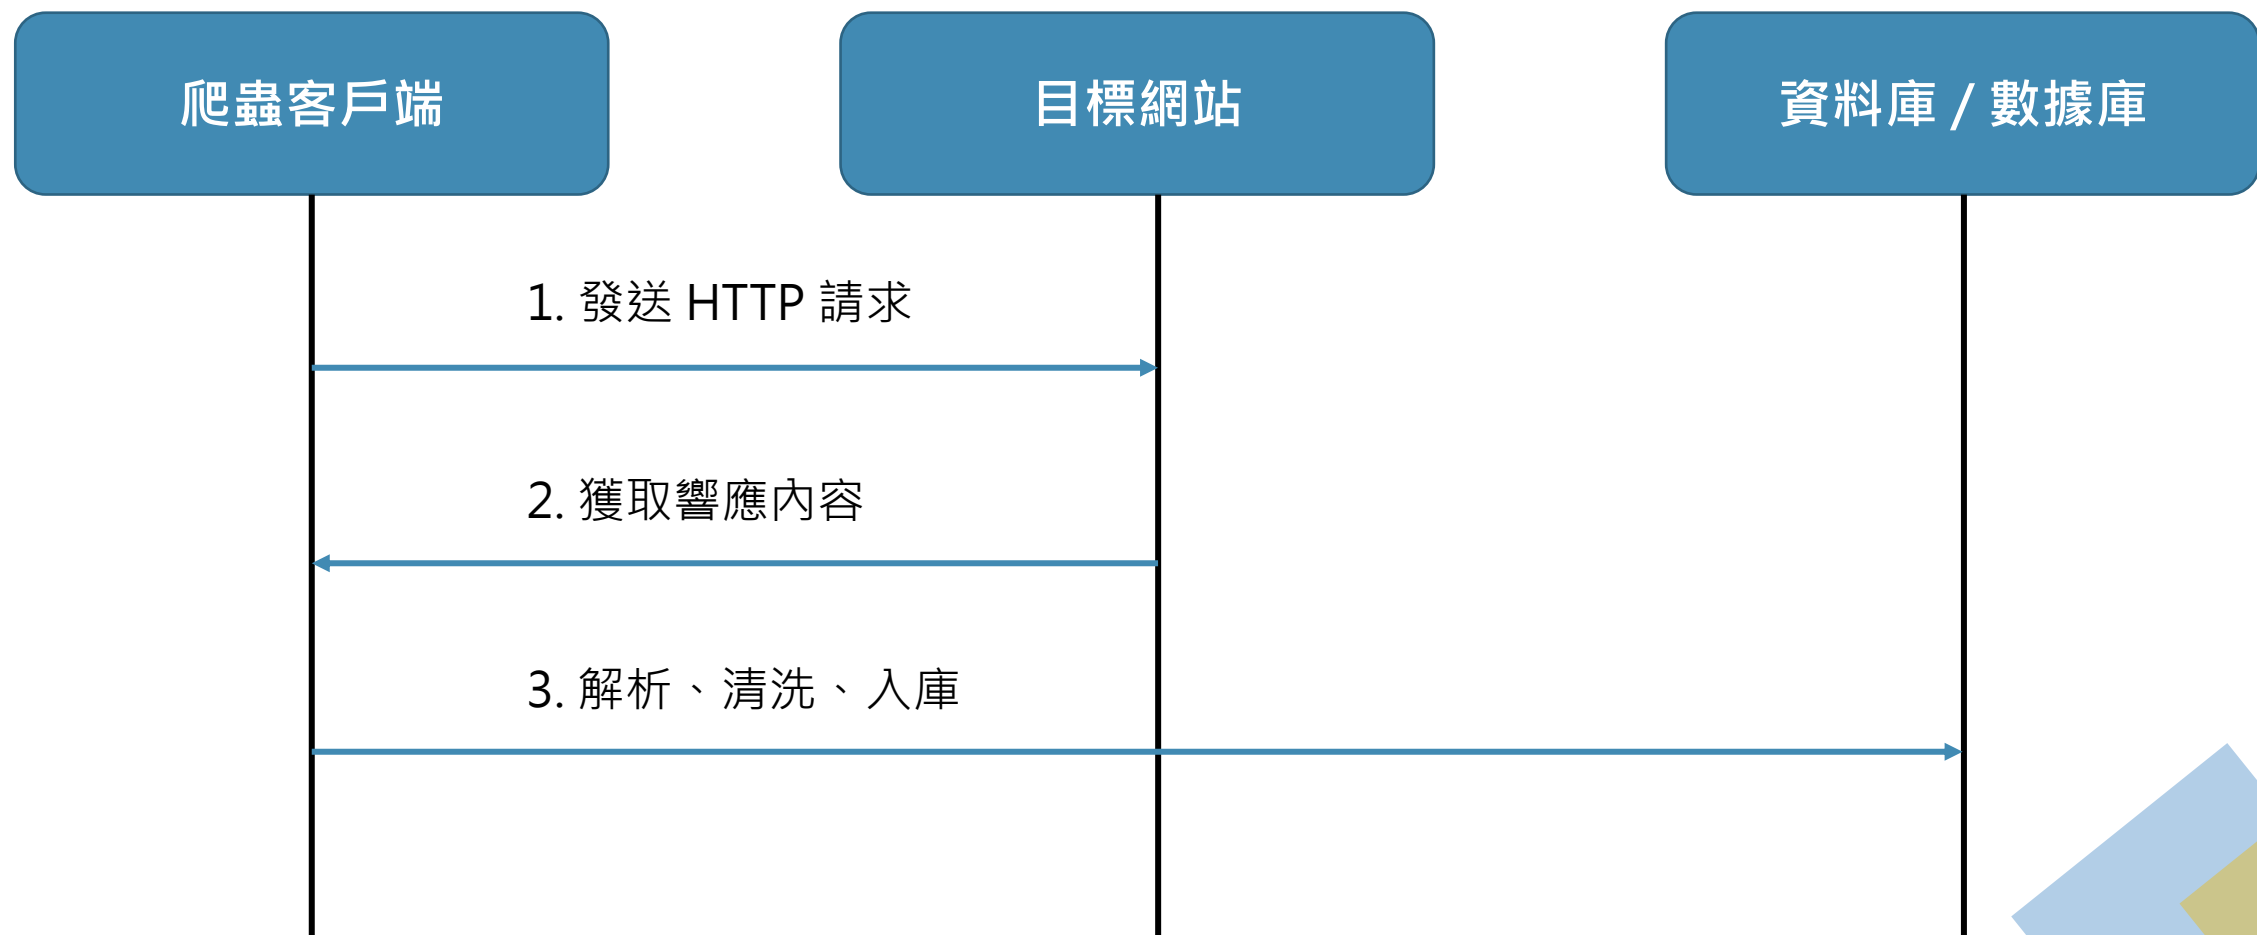 爬蟲客戶端
目標網站
資料庫 / 數據庫
1. 發送 HTTP 請求
2. 獲取響應內容
3. 解析、清洗、入庫